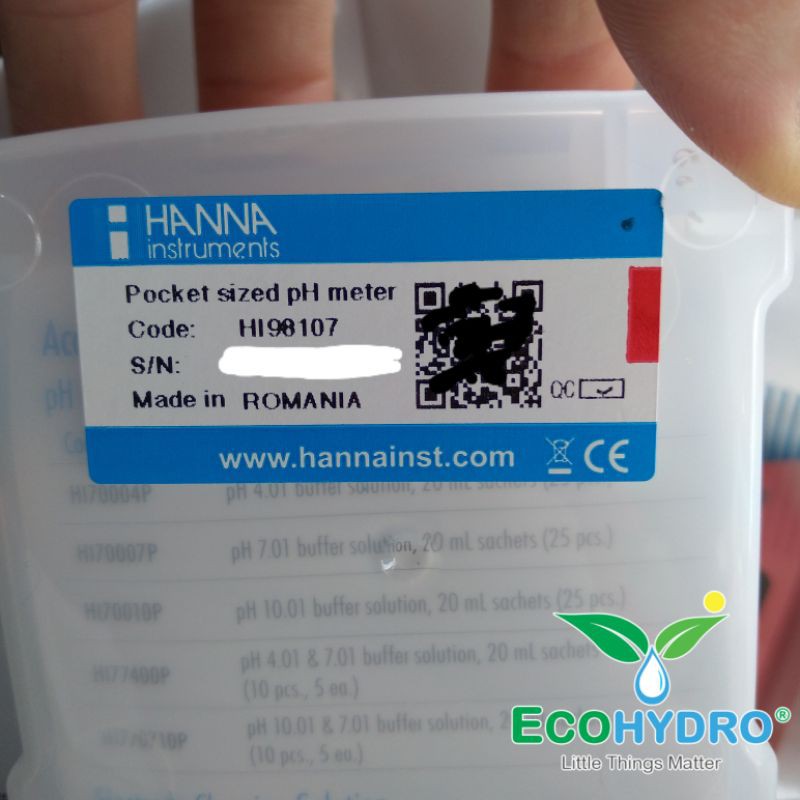 HANNA
instruments
Pocket sized pH meter
Code: HI98107
S/N:
Made in ROMANIA
QC
www.hannainst.com
CE
HI70004P pH 4.01 buffer solution, 20 mL sachets (25 pcs.)
HI70007P pH 7.01 buffer solution, 20 mL sachets (25 pcs.)
HI70010P pH 10.01 buffer solution, 20 mL sachets (25 pcs.)
HI77400P pH 4.01 & 7.01 buffer solution, 20 mL sachets
(10 pcs., 5 ea.)
pH 10.01 & 7.01 buffer solution,
(10 pcs., 5 ea.)
Solution
ECOHYDRO®
Little Things Matter